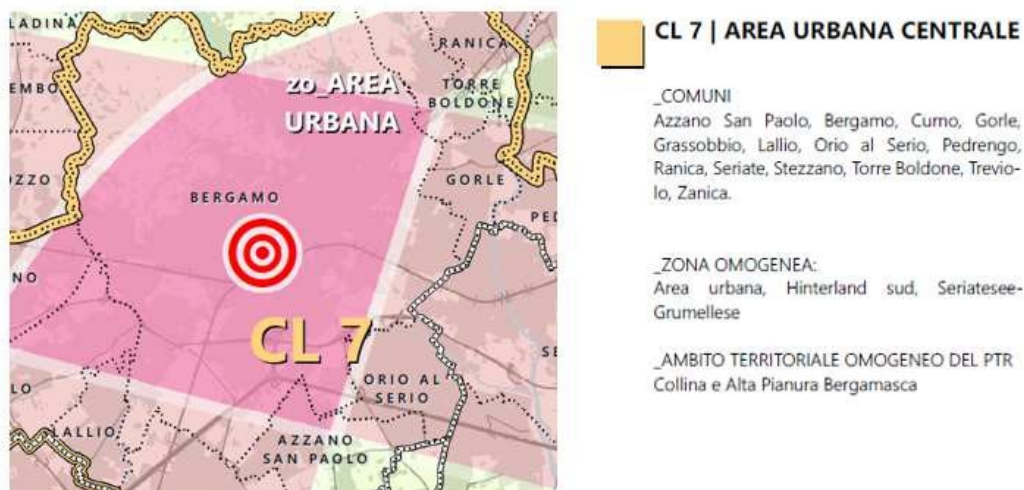 LADINA
EMBO
OZZO
NO
LO
RANICA
zo_AREA
URBANA
TORRE
BOLDONE
GORLE
BERGAMO
PED
CL 7
SE
ORIO AL
SERIO
LALLIO
AZZANO
SAN PAOLO
CL 7 | AREA URBANA CENTRALE
_COMUNI
Azzano San Paolo, Bergamo, Curno, Gorle,
Grassobbio, Lallio, Orio al Serio, Pedrengo,
Ranica, Seriate, Stezzano, Torre Boldone, Trevio-
lo, Zanica.
_ZONA OMOGENEA:
Area urbana, Hinterland sud, Seriatesee-
Grumellese
_AMBITO TERRITORIALE OMOGENEO DEL PTR
Collina e Alta Pianura Bergamasca